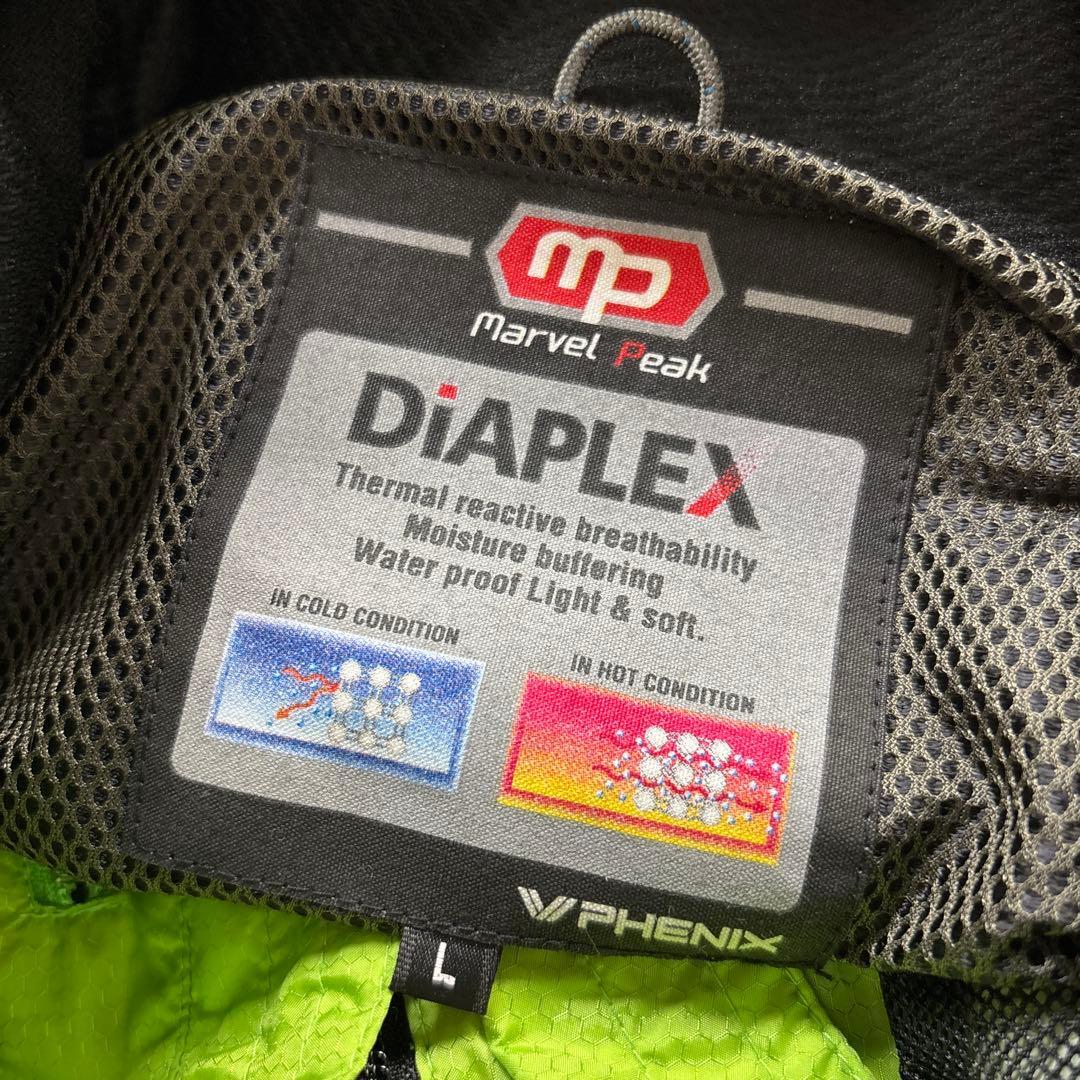 mp
Marvel Peak
DiAPLEX
Thermal reactive breathability
Moisture buffering
Water proof Light & soft.
IN COLD CONDITION
IN HOT CONDITION
PHENIX
L